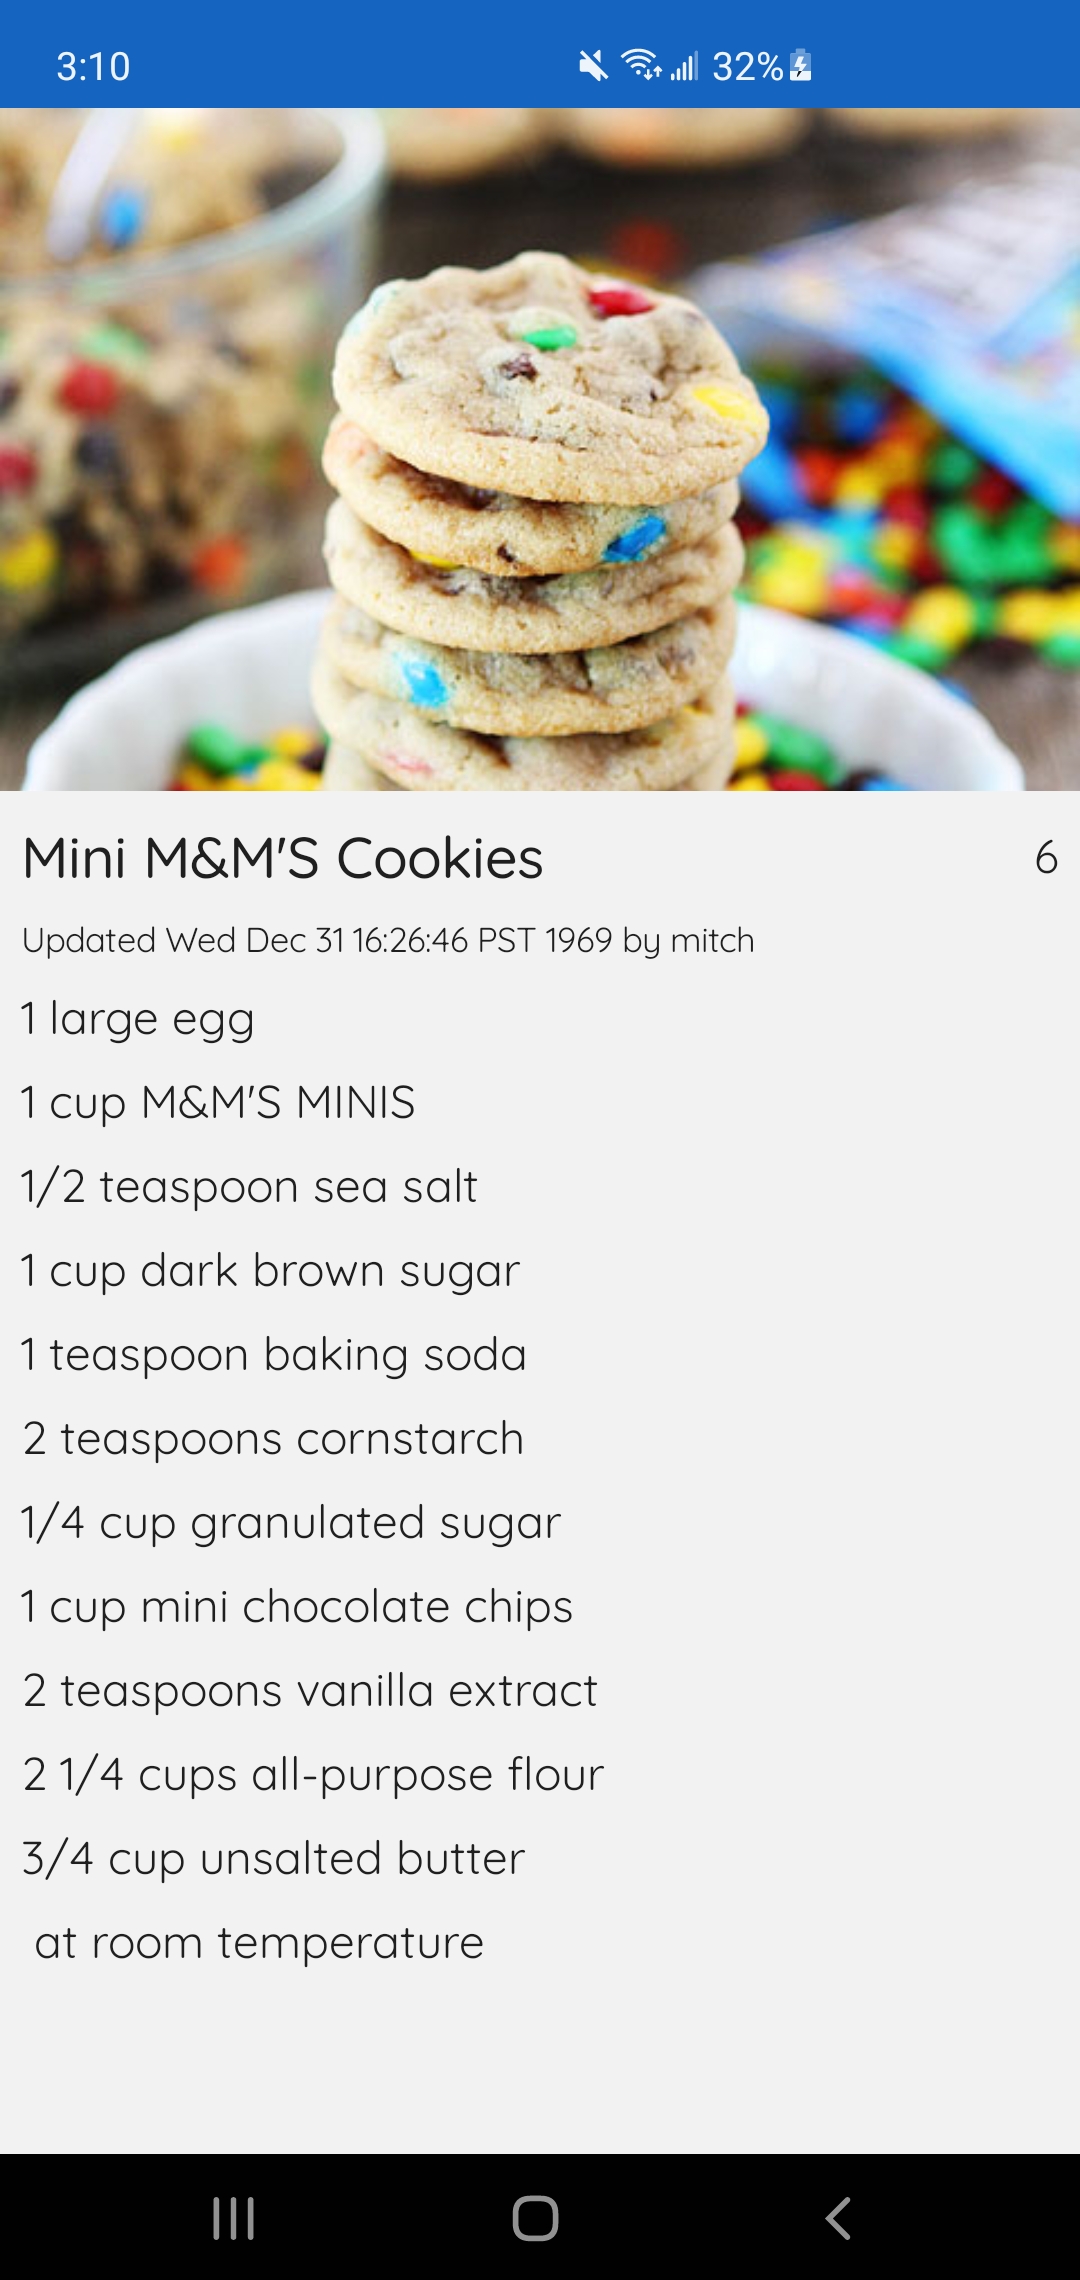 3:10 32%
Mini M&M'S Cookies 6
Updated Wed Dec 31 16:26:46 PST 1969 by mitch
1 large egg
1 cup M&M'S MINIS
1/2 teaspoon sea salt
1 cup dark brown sugar
1 teaspoon baking soda
2 teaspoons cornstarch
1/4 cup granulated sugar
1 cup mini chocolate chips
2 teaspoons vanilla extract
2 1/4 cups all-purpose flour
3/4 cup unsalted butter
at room temperature